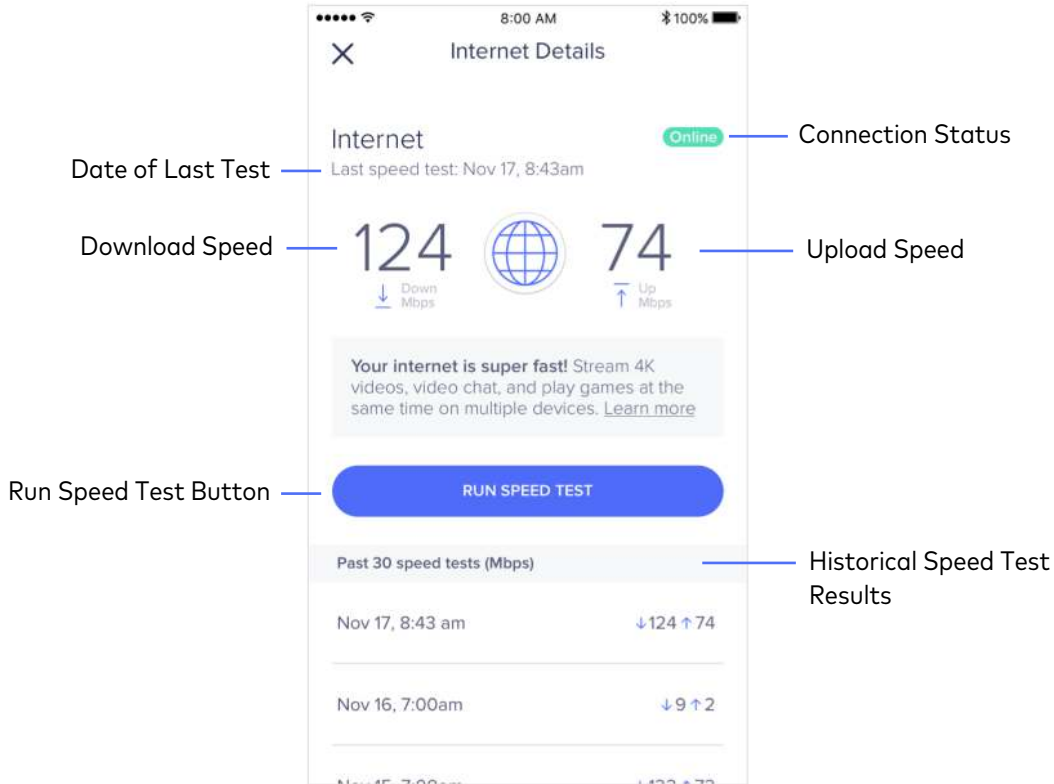 8:00 AM
100%
Internet Details
Internet
Online
Connection Status
Date of Last Test
Last speed test: Nov 17, 8:43am
Download Speed
124
74
Upload Speed
Down
Mbps
Up
Mbps
Your internet is super fast! Stream 4K
videos, video chat, and play games at the
same time on multiple devices. Learn more
Run Speed Test Button
RUN SPEED TEST
Past 30 speed tests (Mbps)
Historical Speed Test
Results
Nov 17, 8:43 am
↓124 ↑74
Nov 16, 7:00am
↓9 ↑2